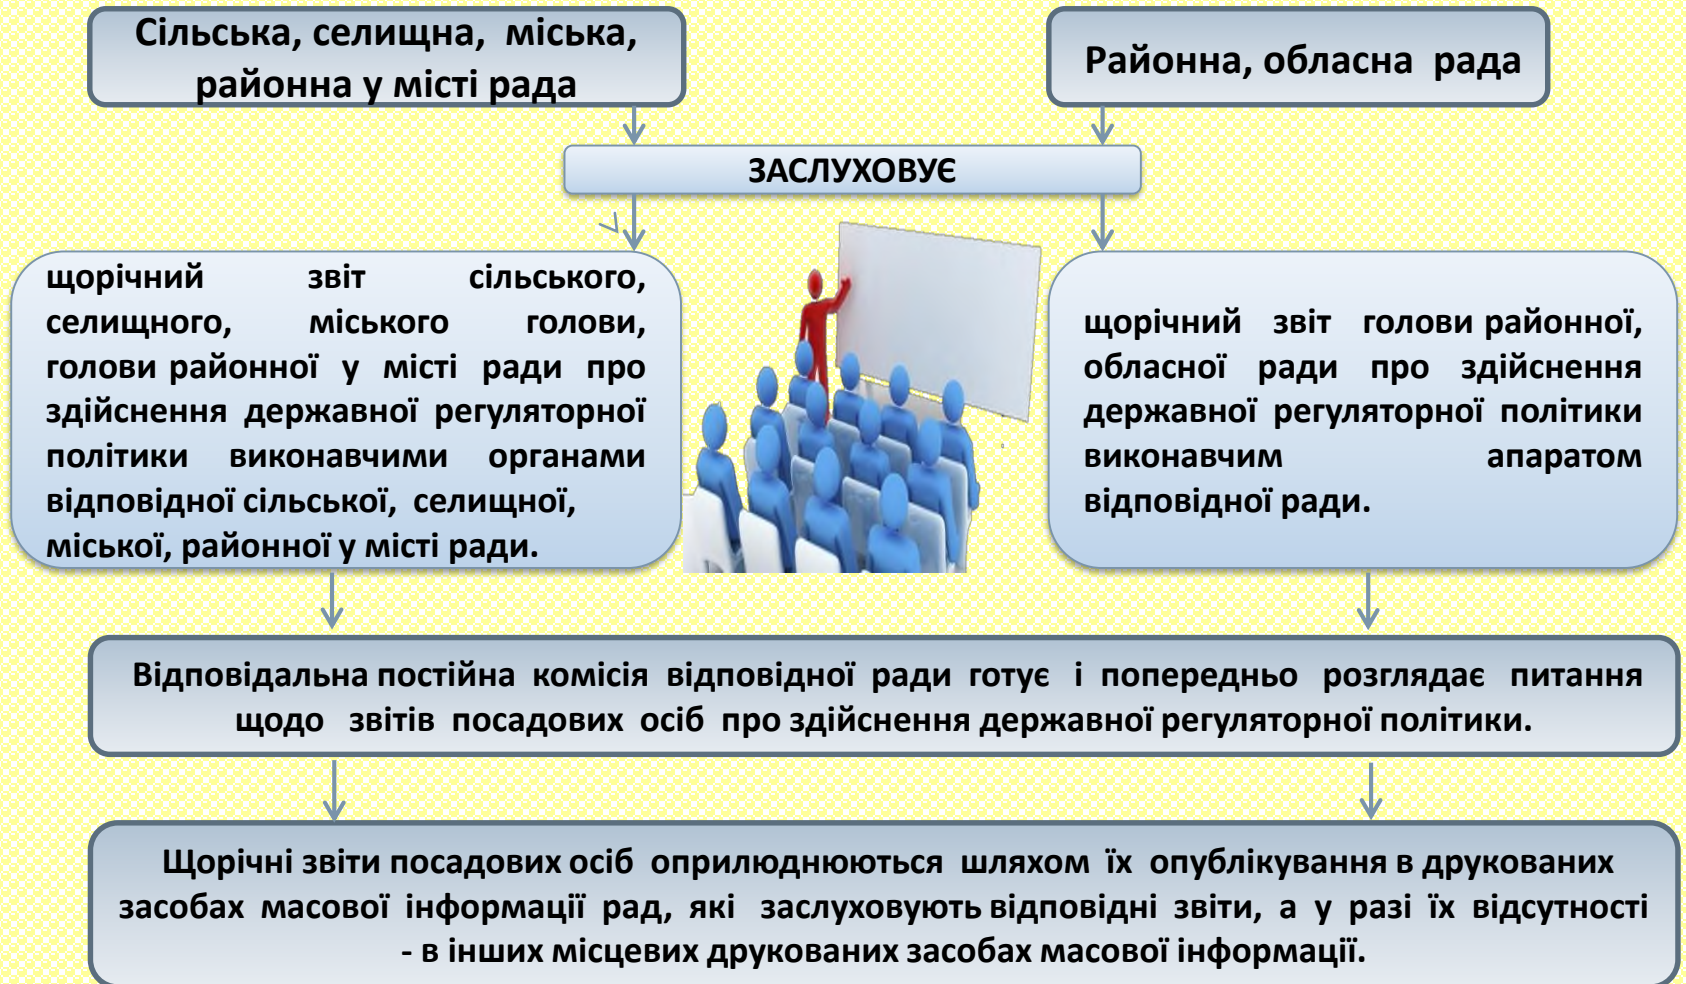 Сільська, селищна, міська,
районна у місті рада
Районна, обласна рада
ЗАСЛУХОВУЄ
щорічний звіт сільського,
селищного, міського голови,
голови районної у місті ради про
здійснення державної регуляторної
політики виконавчими органами
відповідної сільської, селищної,
міської, районної у місті ради.
щорічний звіт голови районної,
обласної ради про здійснення
державної регуляторної політики
виконавчим апаратом
відповідної ради.
Відповідальна постійна комісія відповідної ради готує і попередньо розглядає питання
щодо звітів посадових осіб про здійснення державної регуляторної політики.
Щорічні звіти посадових осіб оприлюднюються шляхом їх опублікування в друкованих
засобах масової інформації рад, які заслуховують відповідні звіти, а у разі їх відсутності
- в інших місцевих друкованих засобах масової інформації.